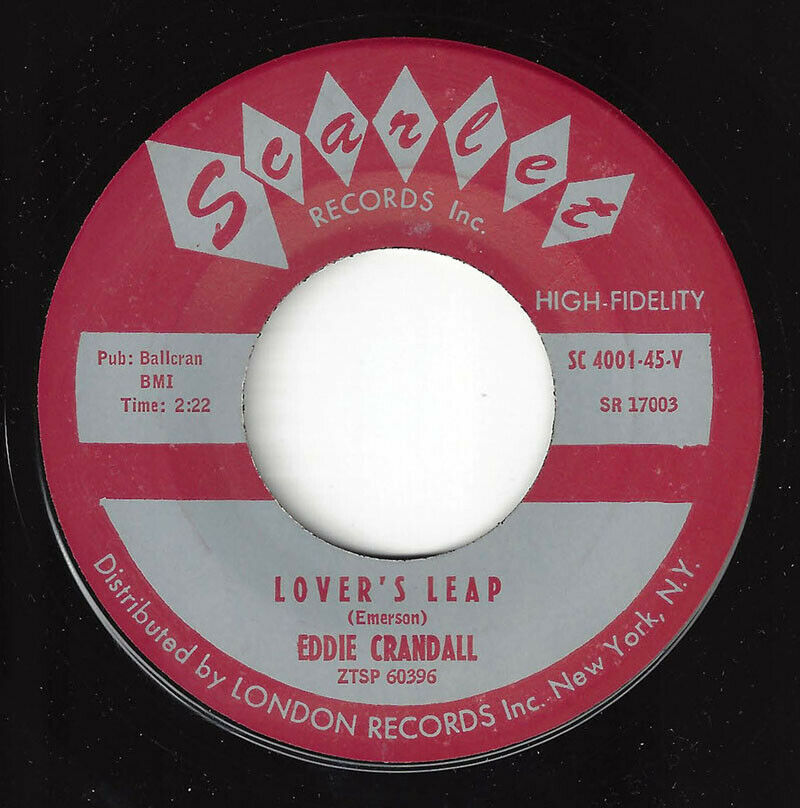 Scarlet
RECORDS Inc.
HIGH-FIDELITY
Pub: Ballcran
BMI
Time: 2:22
SC 4001-45-V
SR 17003
LOVER'S LEAP
(Emerson)
EDDIE CRANDALL
ZTSP 60396
Distributed by LONDON RECORDS Inc. New York, N.Y.